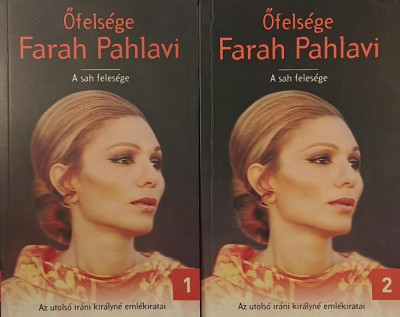 Őfelsége
Farah Pahlavi
A sah felesége
1
Az utolsó iráni királyné emlékiratai
Őfelsége
Farah Pahlavi
A sah felesége
2
Az utolsó iráni királyné emlékiratai